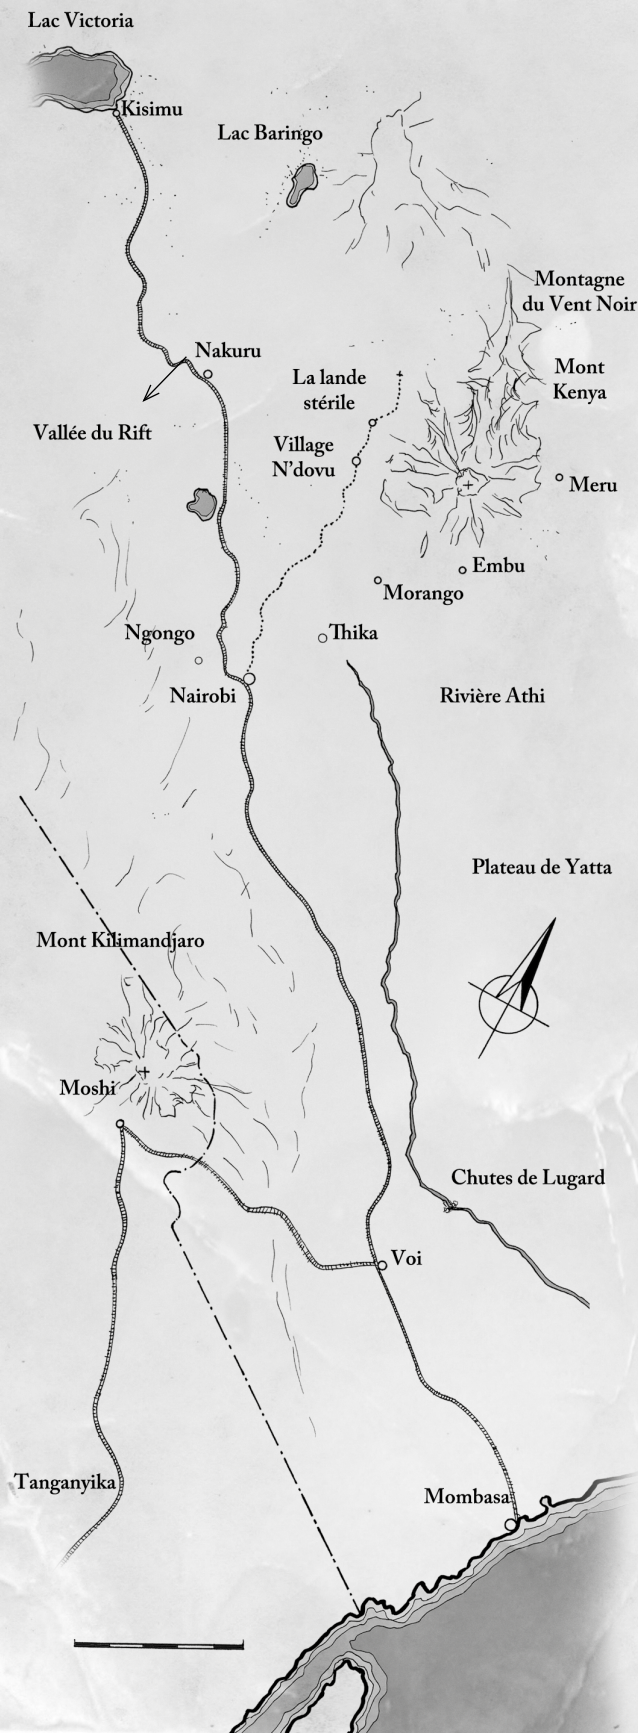 Lac Victoria
Kisimu
Lac Baringo
Montagne
du Vent Noir
Nakuru
Mont
Kenya
La lande
stérile
Vallée du Rift
Village
N'dovu
Meru
Embu
Morango
Ngongo
Thika
Nairobi
Rivière Athi
Plateau de Yatta
Mont Kilimandjaro
Moshi
Chutes de Lugard
Voi
Tanganyika
Mombasa